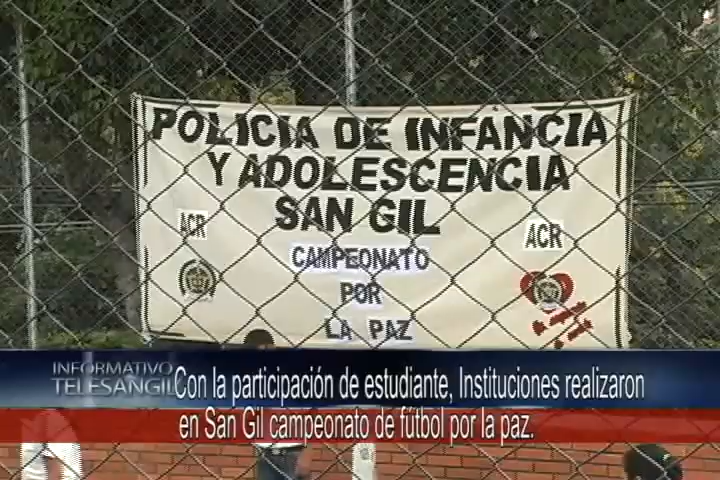 POLICIA DE INFANCIA
Y ADOLESCENCIA
SAN GIL
ACR
ACR
CAMPEONATO
POR
LA PAZ
INFORMATIVO
TELESANGIL
Con la participación de estudiante, Instituciones realizaron
en San Gil campeonato de fútbol por la paz.